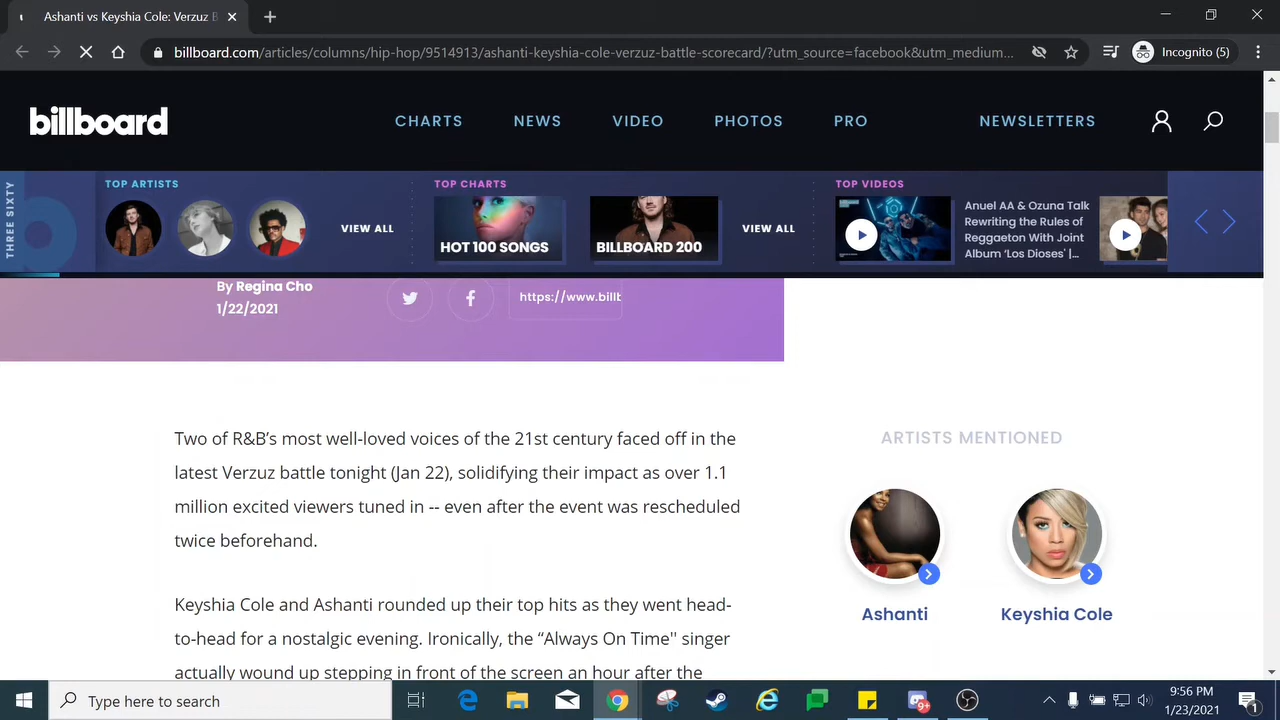 Ashanti vs Keyshia Cole: Verzuz B
billboard.com/articles/columns/hip-hop/9514913/ashanti-keyshia-cole-verzuz-battle-scorecard/?utm_source=facebook&utm_medium...
Incognito (5)
billboard
CHARTS NEWS VIDEO PHOTOS PRO NEWSLETTERS
THREE SIXTY
TOP ARTISTS
VIEW ALL
TOP CHARTS
HOT 100 SONGS
BILLBOARD 200
VIEW ALL
TOP VIDEOS
Anuel AA & Ozuna Talk
Rewriting the Rules of
Reggaeton With Joint
Album 'Los Dioses' |...
By Regina Cho
1/22/2021
https://www.billb
Two of R&B’s most well-loved voices of the 21st century faced off in the
latest Verzuz battle tonight (Jan 22), solidifying their impact as over 1.1
million excited viewers tuned in -- even after the event was rescheduled
twice beforehand.
Keyshia Cole and Ashanti rounded up their top hits as they went head-
to-head for a nostalgic evening. Ironically, the “Always On Time" singer
actually wound up stepping in front of the screen an hour after the
ARTISTS MENTIONED
Ashanti
Keyshia Cole
Type here to search
9+
9:56 PM
1/23/2021
1